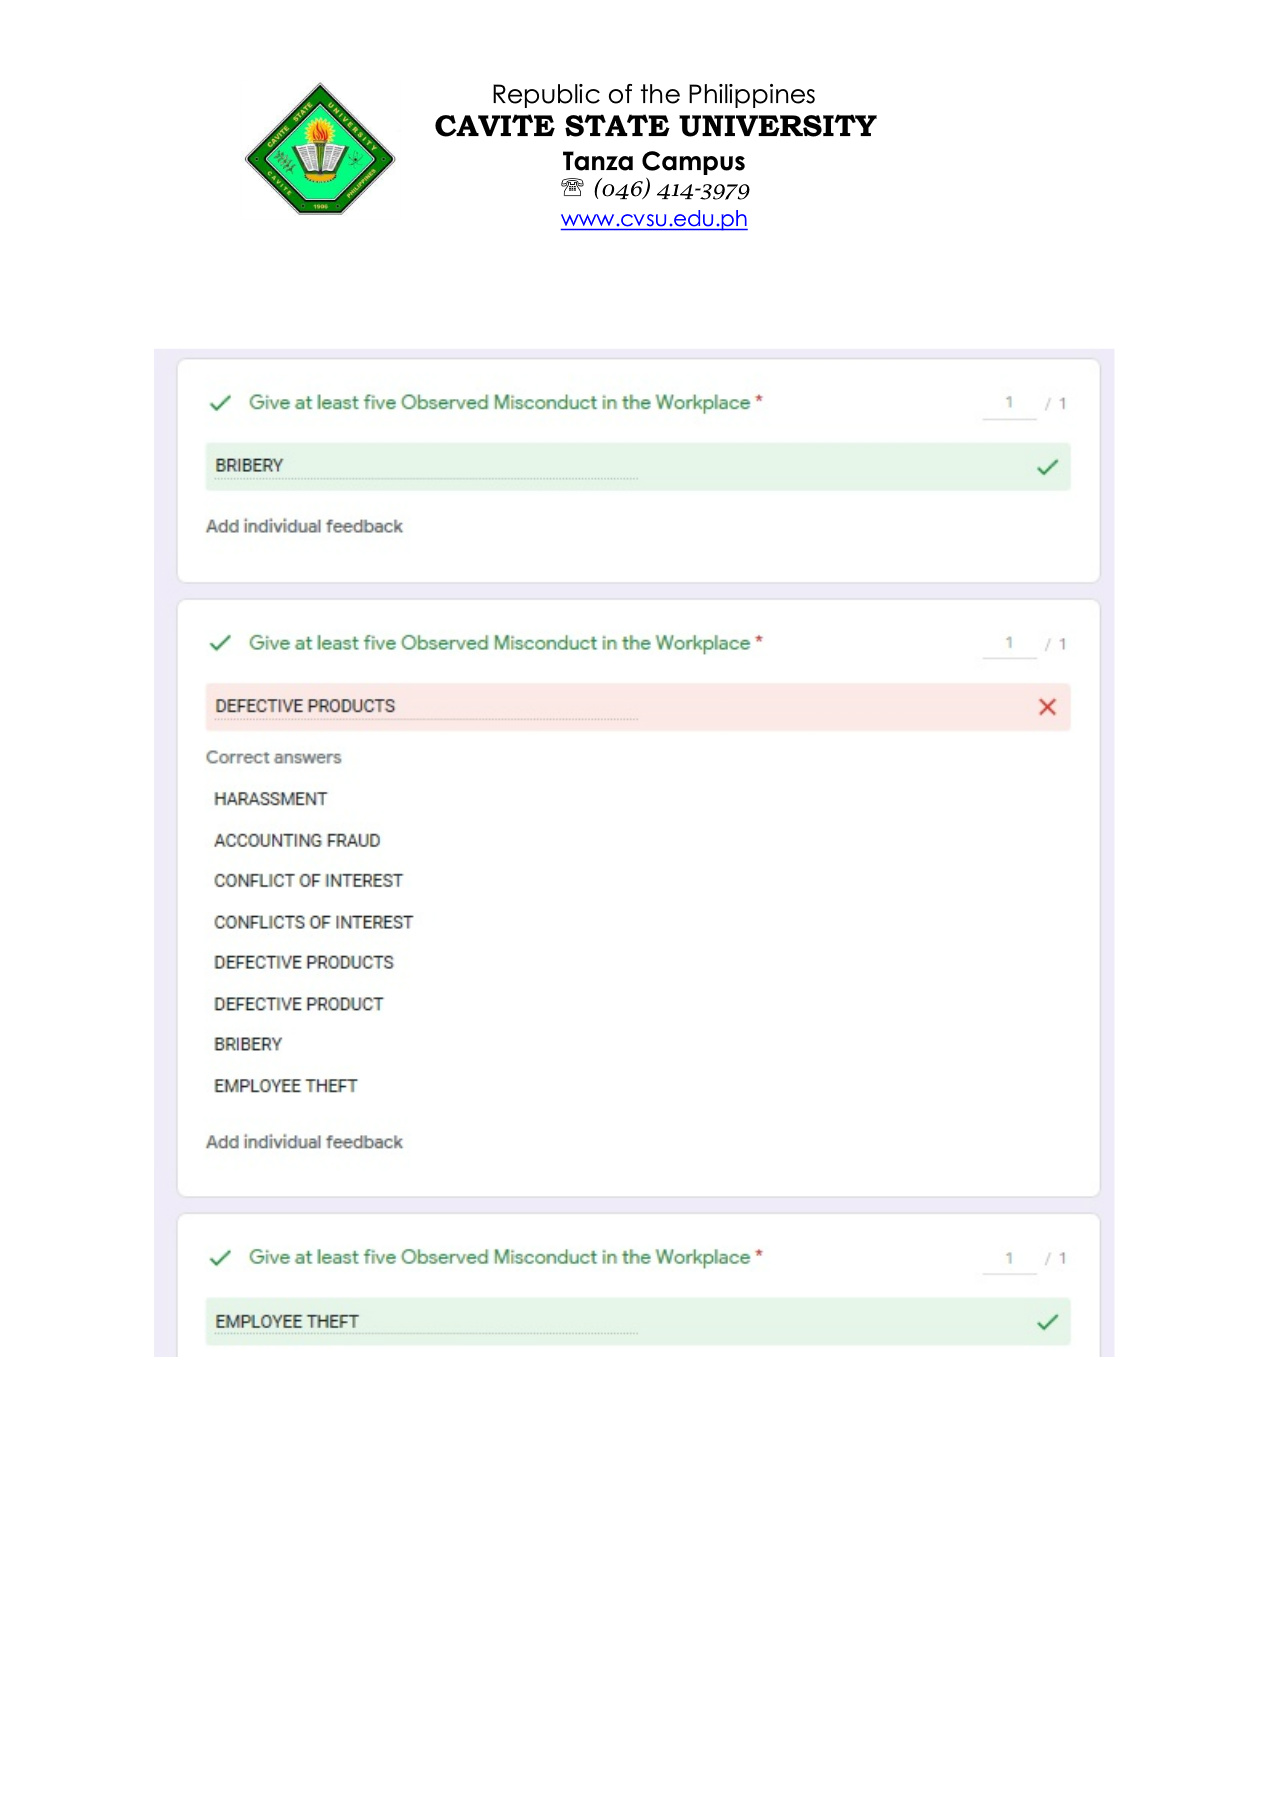 CAVITE STATE UNIVERSITY
CAVITE
PHILIPPINES
1906
Republic of the Philippines
CAVITE STATE UNIVERSITY
Tanza Campus
☏ (046) 414-3979
www.cvsu.edu.ph
Give at least five Observed Misconduct in the Workplace *
1 / 1
BRIBERY
Add individual feedback
Give at least five Observed Misconduct in the Workplace *
1 / 1
DEFECTIVE PRODUCTS
Correct answers
HARASSMENT
ACCOUNTING FRAUD
CONFLICT OF INTEREST
CONFLICTS OF INTEREST
DEFECTIVE PRODUCTS
DEFECTIVE PRODUCT
BRIBERY
EMPLOYEE THEFT
Add individual feedback
Give at least five Observed Misconduct in the Workplace *
1 / 1
EMPLOYEE THEFT